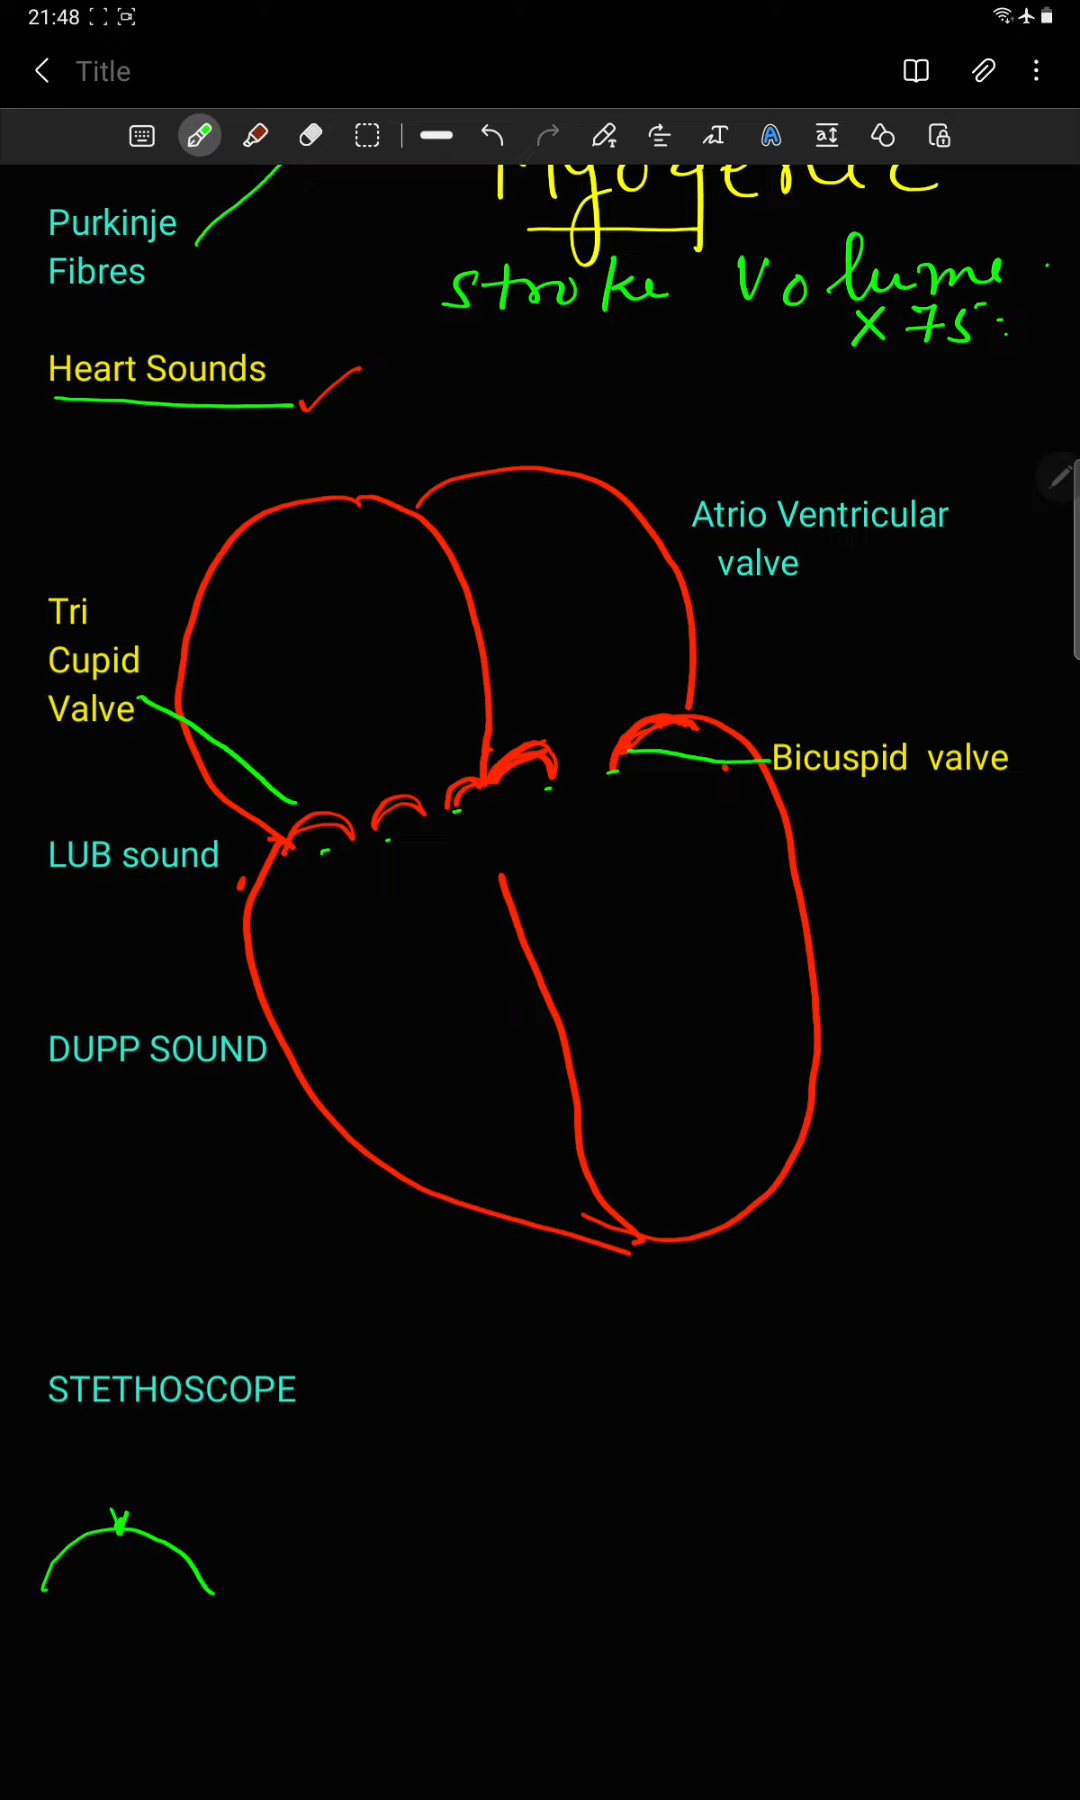 21:48
Title
Myogenic
Purkinje
Fibres
stroke Volume
x 75
Heart Sounds
Atrio Ventricular
valve
Tri
Cupid
Valve
Bicuspid valve
LUB sound
DUPP SOUND
STETHOSCOPE